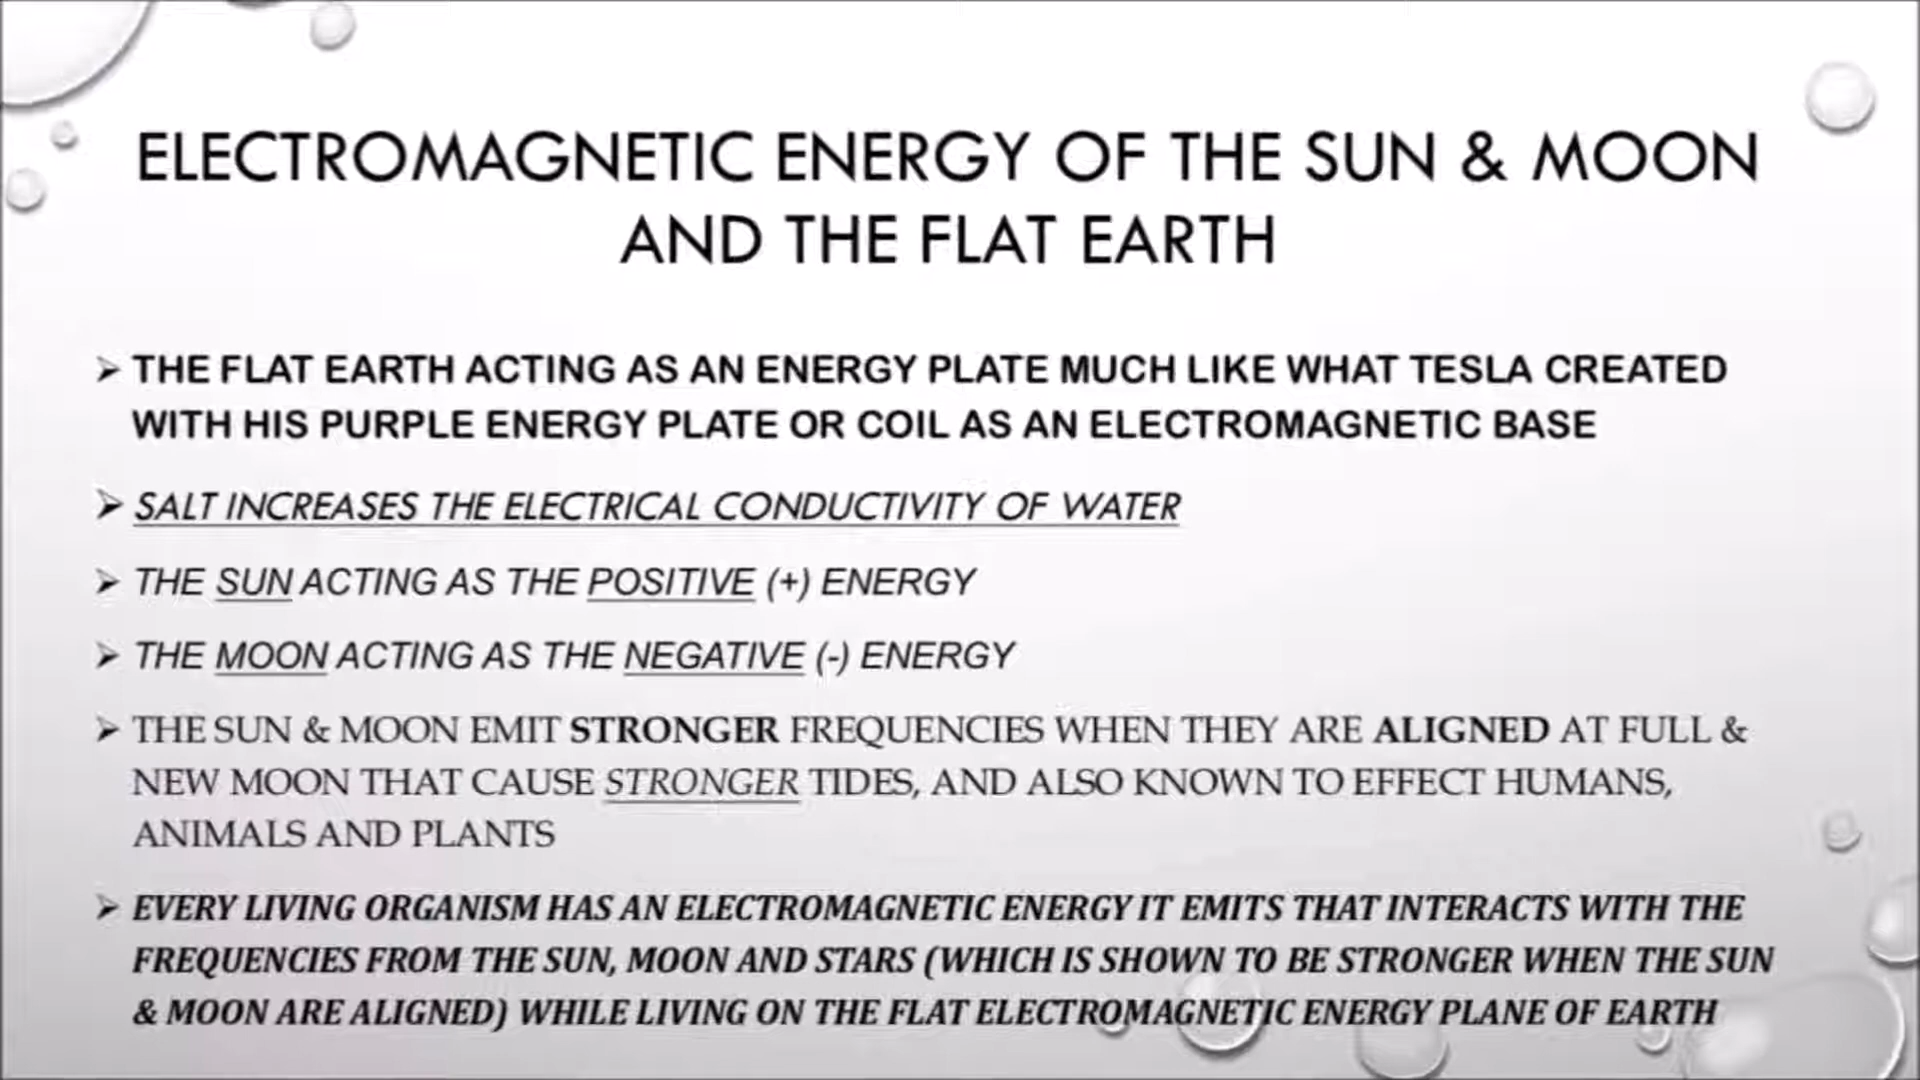 ELECTROMAGNETIC ENERGY OF THE SUN & MOON
AND THE FLAT EARTH
➢ THE FLAT EARTH ACTING AS AN ENERGY PLATE MUCH LIKE WHAT TESLA CREATED
WITH HIS PURPLE ENERGY PLATE OR COIL AS AN ELECTROMAGNETIC BASE
➢ SALT INCREASES THE ELECTRICAL CONDUCTIVITY OF WATER
➢ THE SUN ACTING AS THE POSITIVE (+) ENERGY
➢ THE MOON ACTING AS THE NEGATIVE (-) ENERGY
➢ THE SUN & MOON EMIT STRONGER FREQUENCIES WHEN THEY ARE ALIGNED AT FULL &
NEW MOON THAT CAUSE STRONGER TIDES, AND ALSO KNOWN TO EFFECT HUMANS,
ANIMALS AND PLANTS
➢ EVERY LIVING ORGANISM HAS AN ELECTROMAGNETIC ENERGY IT EMITS THAT INTERACTS WITH THE
FREQUENCIES FROM THE SUN, MOON AND STARS (WHICH IS SHOWN TO BE STRONGER WHEN THE SUN
& MOON ARE ALIGNED) WHILE LIVING ON THE FLAT ELECTROMAGNETIC ENERGY PLANE OF EARTH